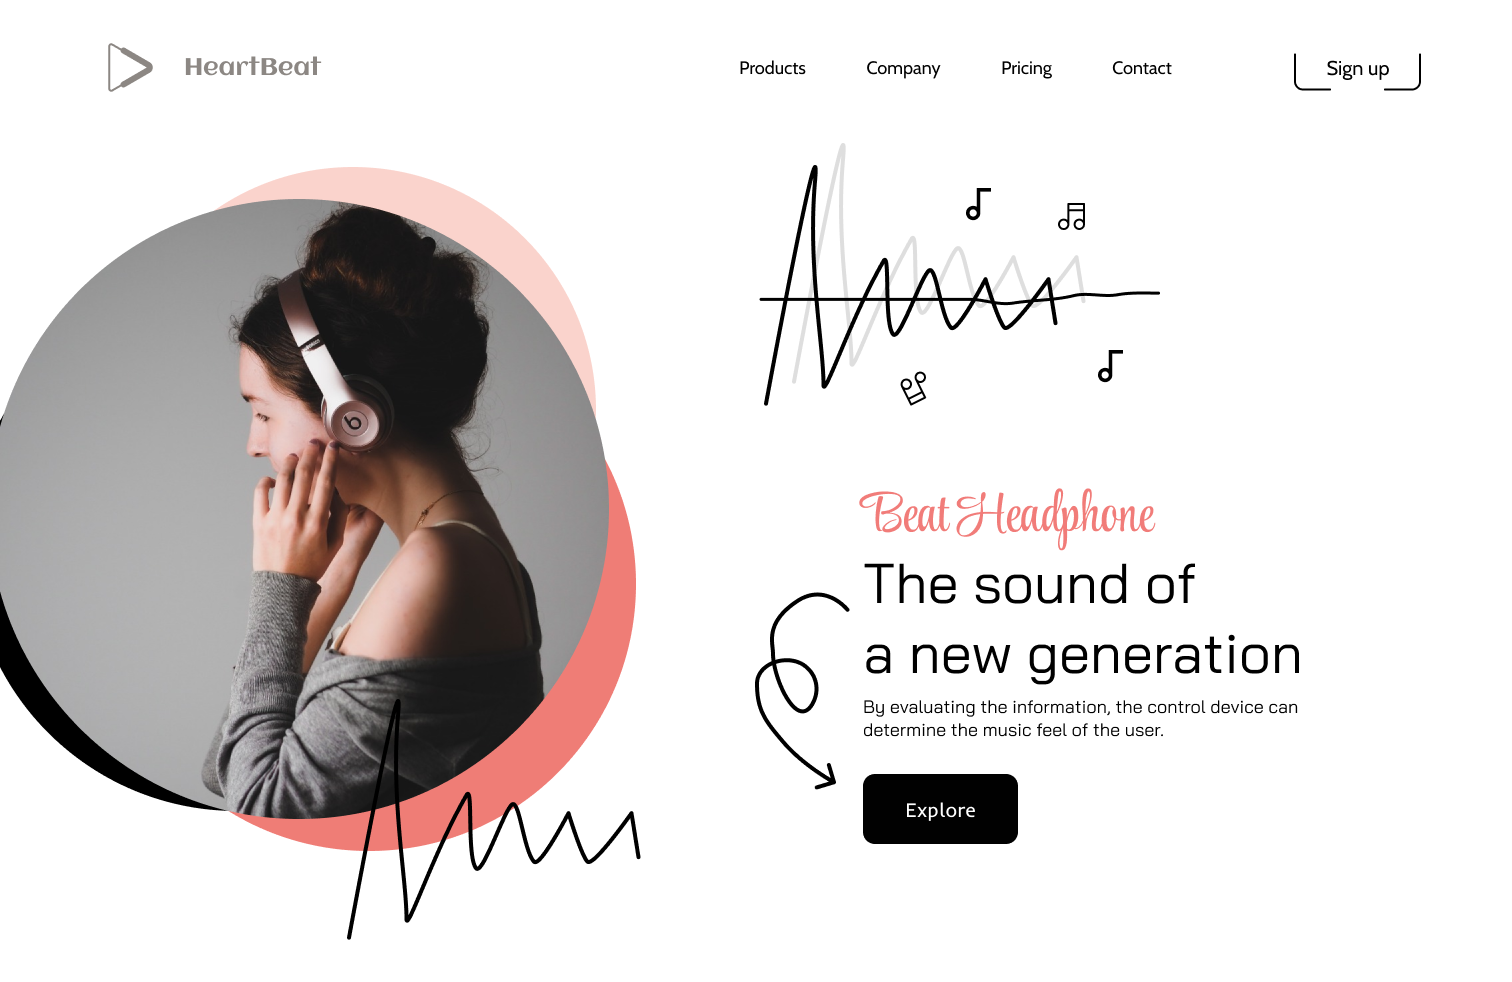 HeartBeat
Products
Company
Pricing
Contact
Sign up
Beat Headphone
The sound of
a new generation
By evaluating the information, the control device can
determine the music feel of the user.
Explore
b